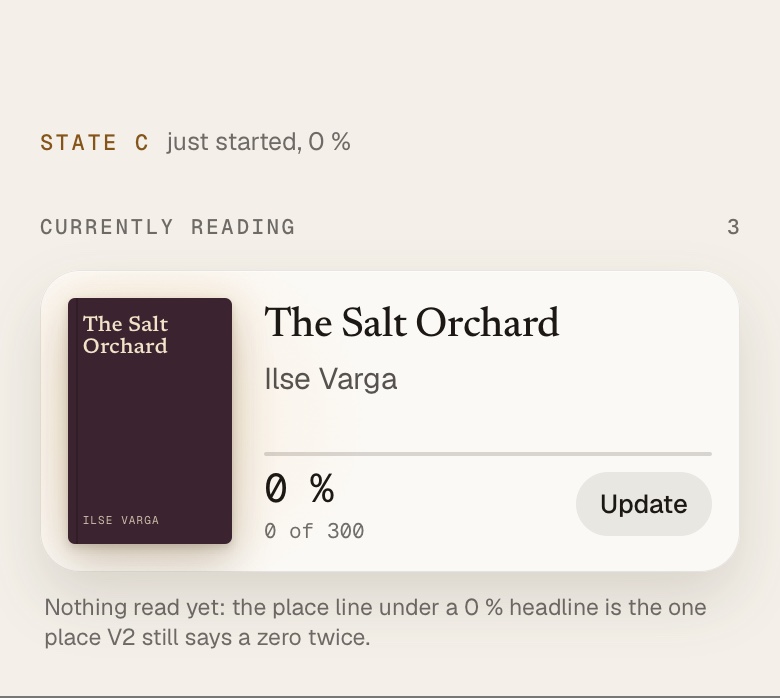 STATE C just started, 0 %
CURRENTLY READING 3
The Salt
Orchard
ILSE VARGA
The Salt Orchard
Ilse Varga
0 %
0 of 300
Update
Nothing read yet: the place line under a 0 % headline is the one
place V2 still says a zero twice.